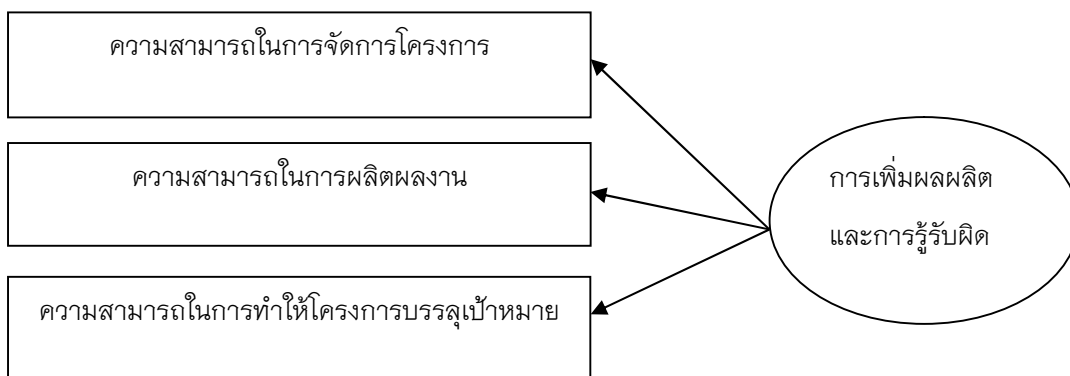 ความสามารถในการจัดการโครงการ
ความสามารถในการผลิตผลงาน
ความสามารถในการทำให้โครงการบรรลุเป้าหมาย
การเพิ่มผลผลิต
และการรู้รับผิด